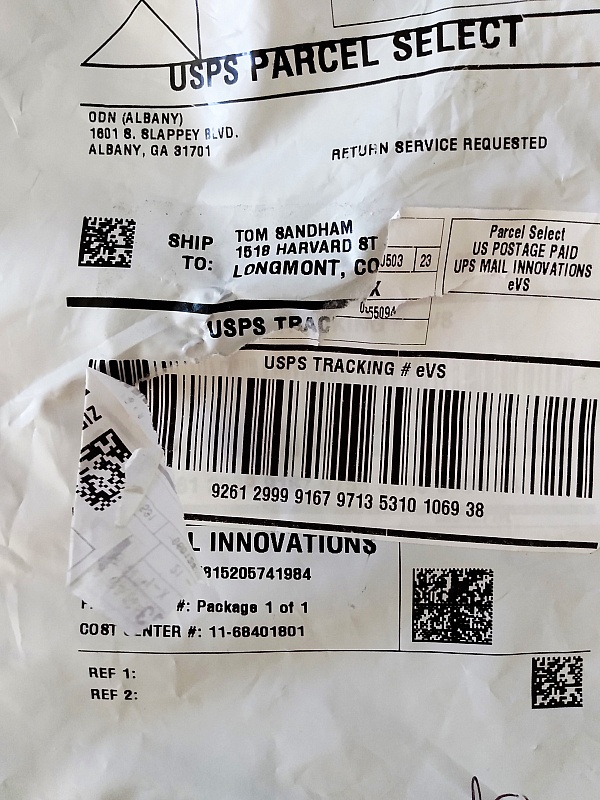 USPS PARCEL SELECT
ODN (ALBANY)
1601 S. SLAPPEY BLVD.
ALBANY, GA 31701
RETURN SERVICE REQUESTED
SHIP TO:
TOM SANDHAM
1519 HARVARD ST
LONGMONT, CO
J503 23
Parcel Select
US POSTAGE PAID
UPS MAIL INNOVATIONS
eVS
X
USPS TRAC
USPS TRACKING # eVS
9261 2999 9167 9713 5310 1069 38
L INNOVATIONS
915205741984
#: Package 1 of 1
COST CENTER #: 11-68401801
REF 1:
REF 2: